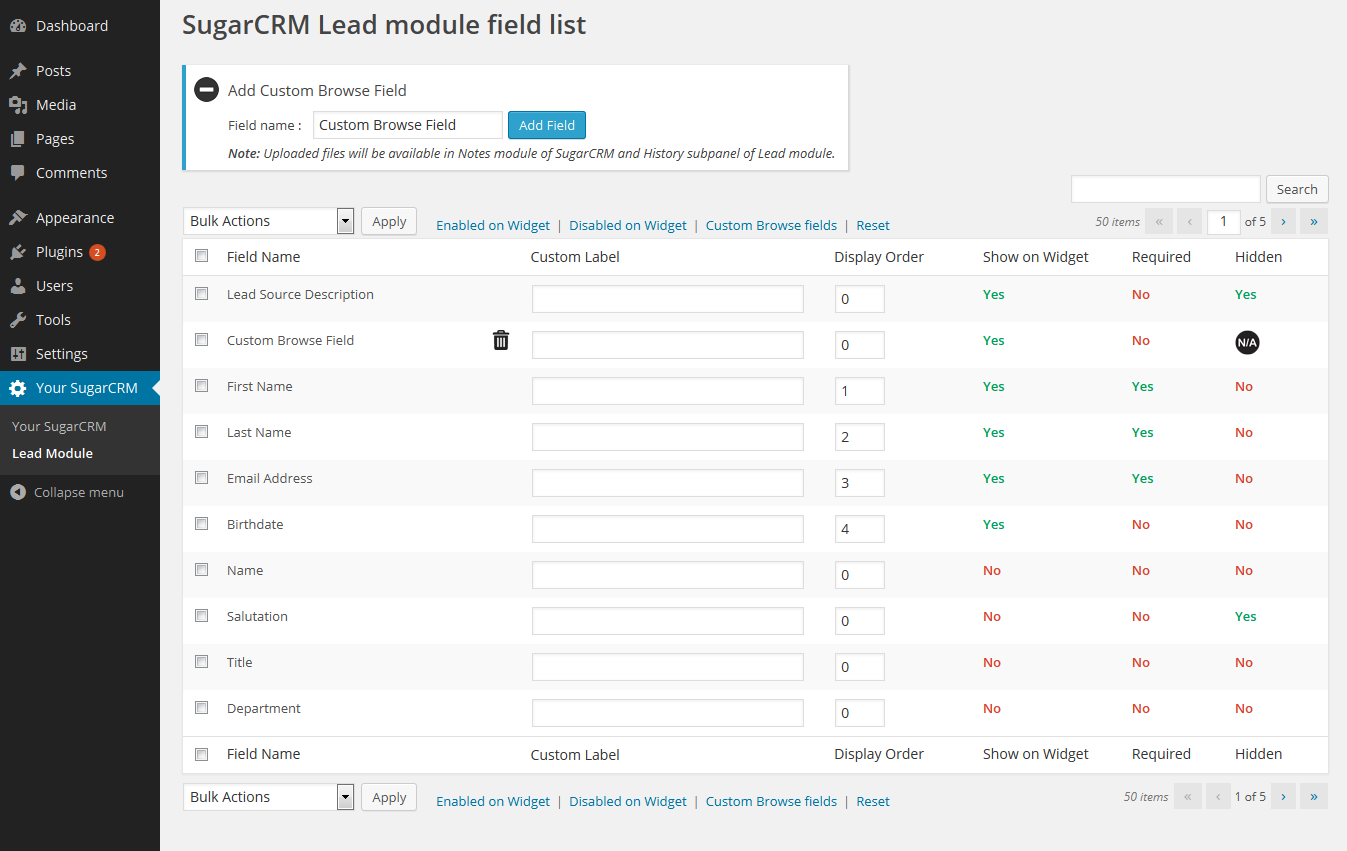 Dashboard
Posts
Media
Pages
Comments
Appearance
Plugins 2
Users
Tools
Settings
Your SugarCRM
Your SugarCRM
Lead Module
Collapse menu
SugarCRM Lead module field list
Add Custom Browse Field
Field name : Custom Browse Field Add Field
Note: Uploaded files will be available in Notes module of SugarCRM and History subpanel of Lead module.
Search
Bulk Actions Apply Enabled on Widget | Disabled on Widget | Custom Browse fields | Reset 50 items « ‹ 1 of 5 › »
Field Name Custom Label Display Order Show on Widget Required Hidden
Lead Source Description 0 Yes No Yes
Custom Browse Field 0 Yes No N/A
First Name 1 Yes Yes No
Last Name 2 Yes Yes No
Email Address 3 Yes Yes No
Birthdate 4 Yes No No
Name 0 No No No
Salutation 0 No No Yes
Title 0 No No No
Department 0 No No No
Field Name Custom Label Display Order Show on Widget Required Hidden
Bulk Actions Apply Enabled on Widget | Disabled on Widget | Custom Browse fields | Reset 50 items « ‹ 1 of 5 › »